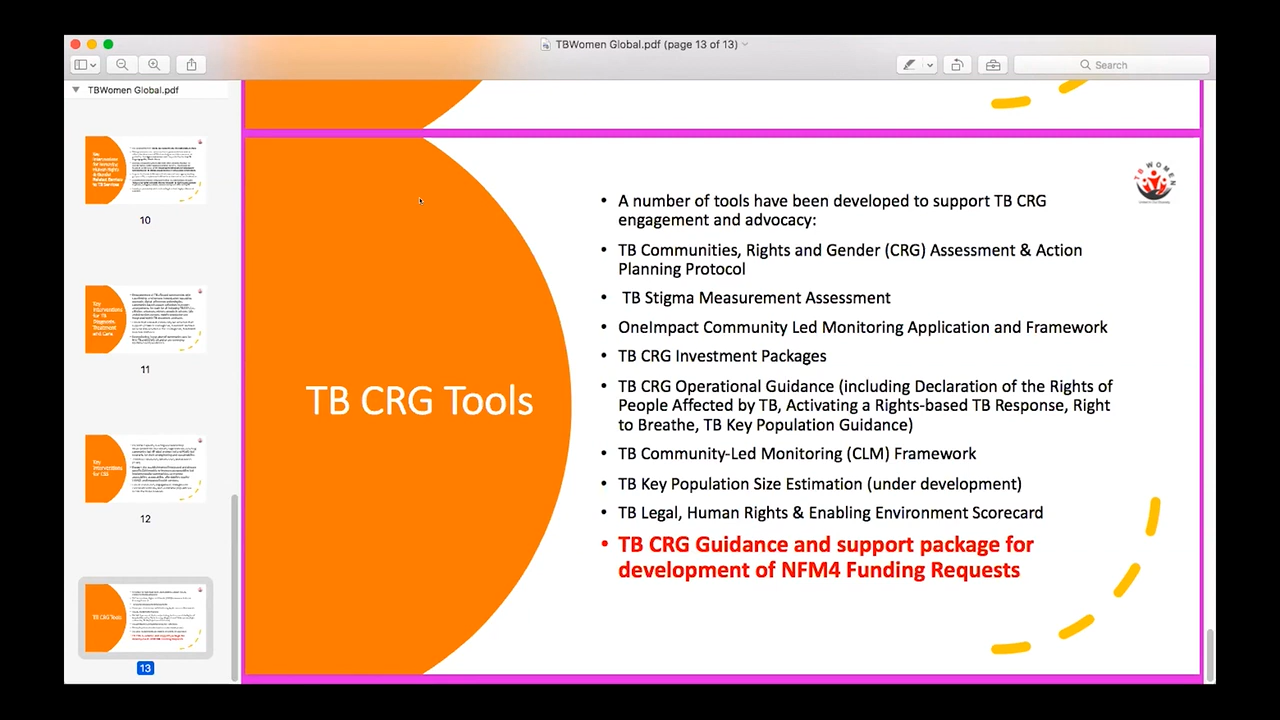 TBWomen Global.pdf (page 13 of 13)
Search
TBWomen Global.pdf
10
11
12
13
TB CRG Tools
TB WOMEN
• A number of tools have been developed to support TB CRG
engagement and advocacy:
• TB Communities, Rights and Gender (CRG) Assessment & Action
Planning Protocol
• TB Stigma Measurement Assessment
• OneImpact Community Led Monitoring Application and Framework
• TB CRG Investment Packages
• TB CRG Operational Guidance (including Declaration of the Rights of
People Affected by TB, Activating a Rights-based TB Response, Right
to Breathe, TB Key Population Guidance)
• TB Community-Led Monitoring (CLM) Framework
• TB Key Population Size Estimation (under development)
• TB Legal, Human Rights & Enabling Environment Scorecard
• TB CRG Guidance and support package for
development of NFM4 Funding Requests